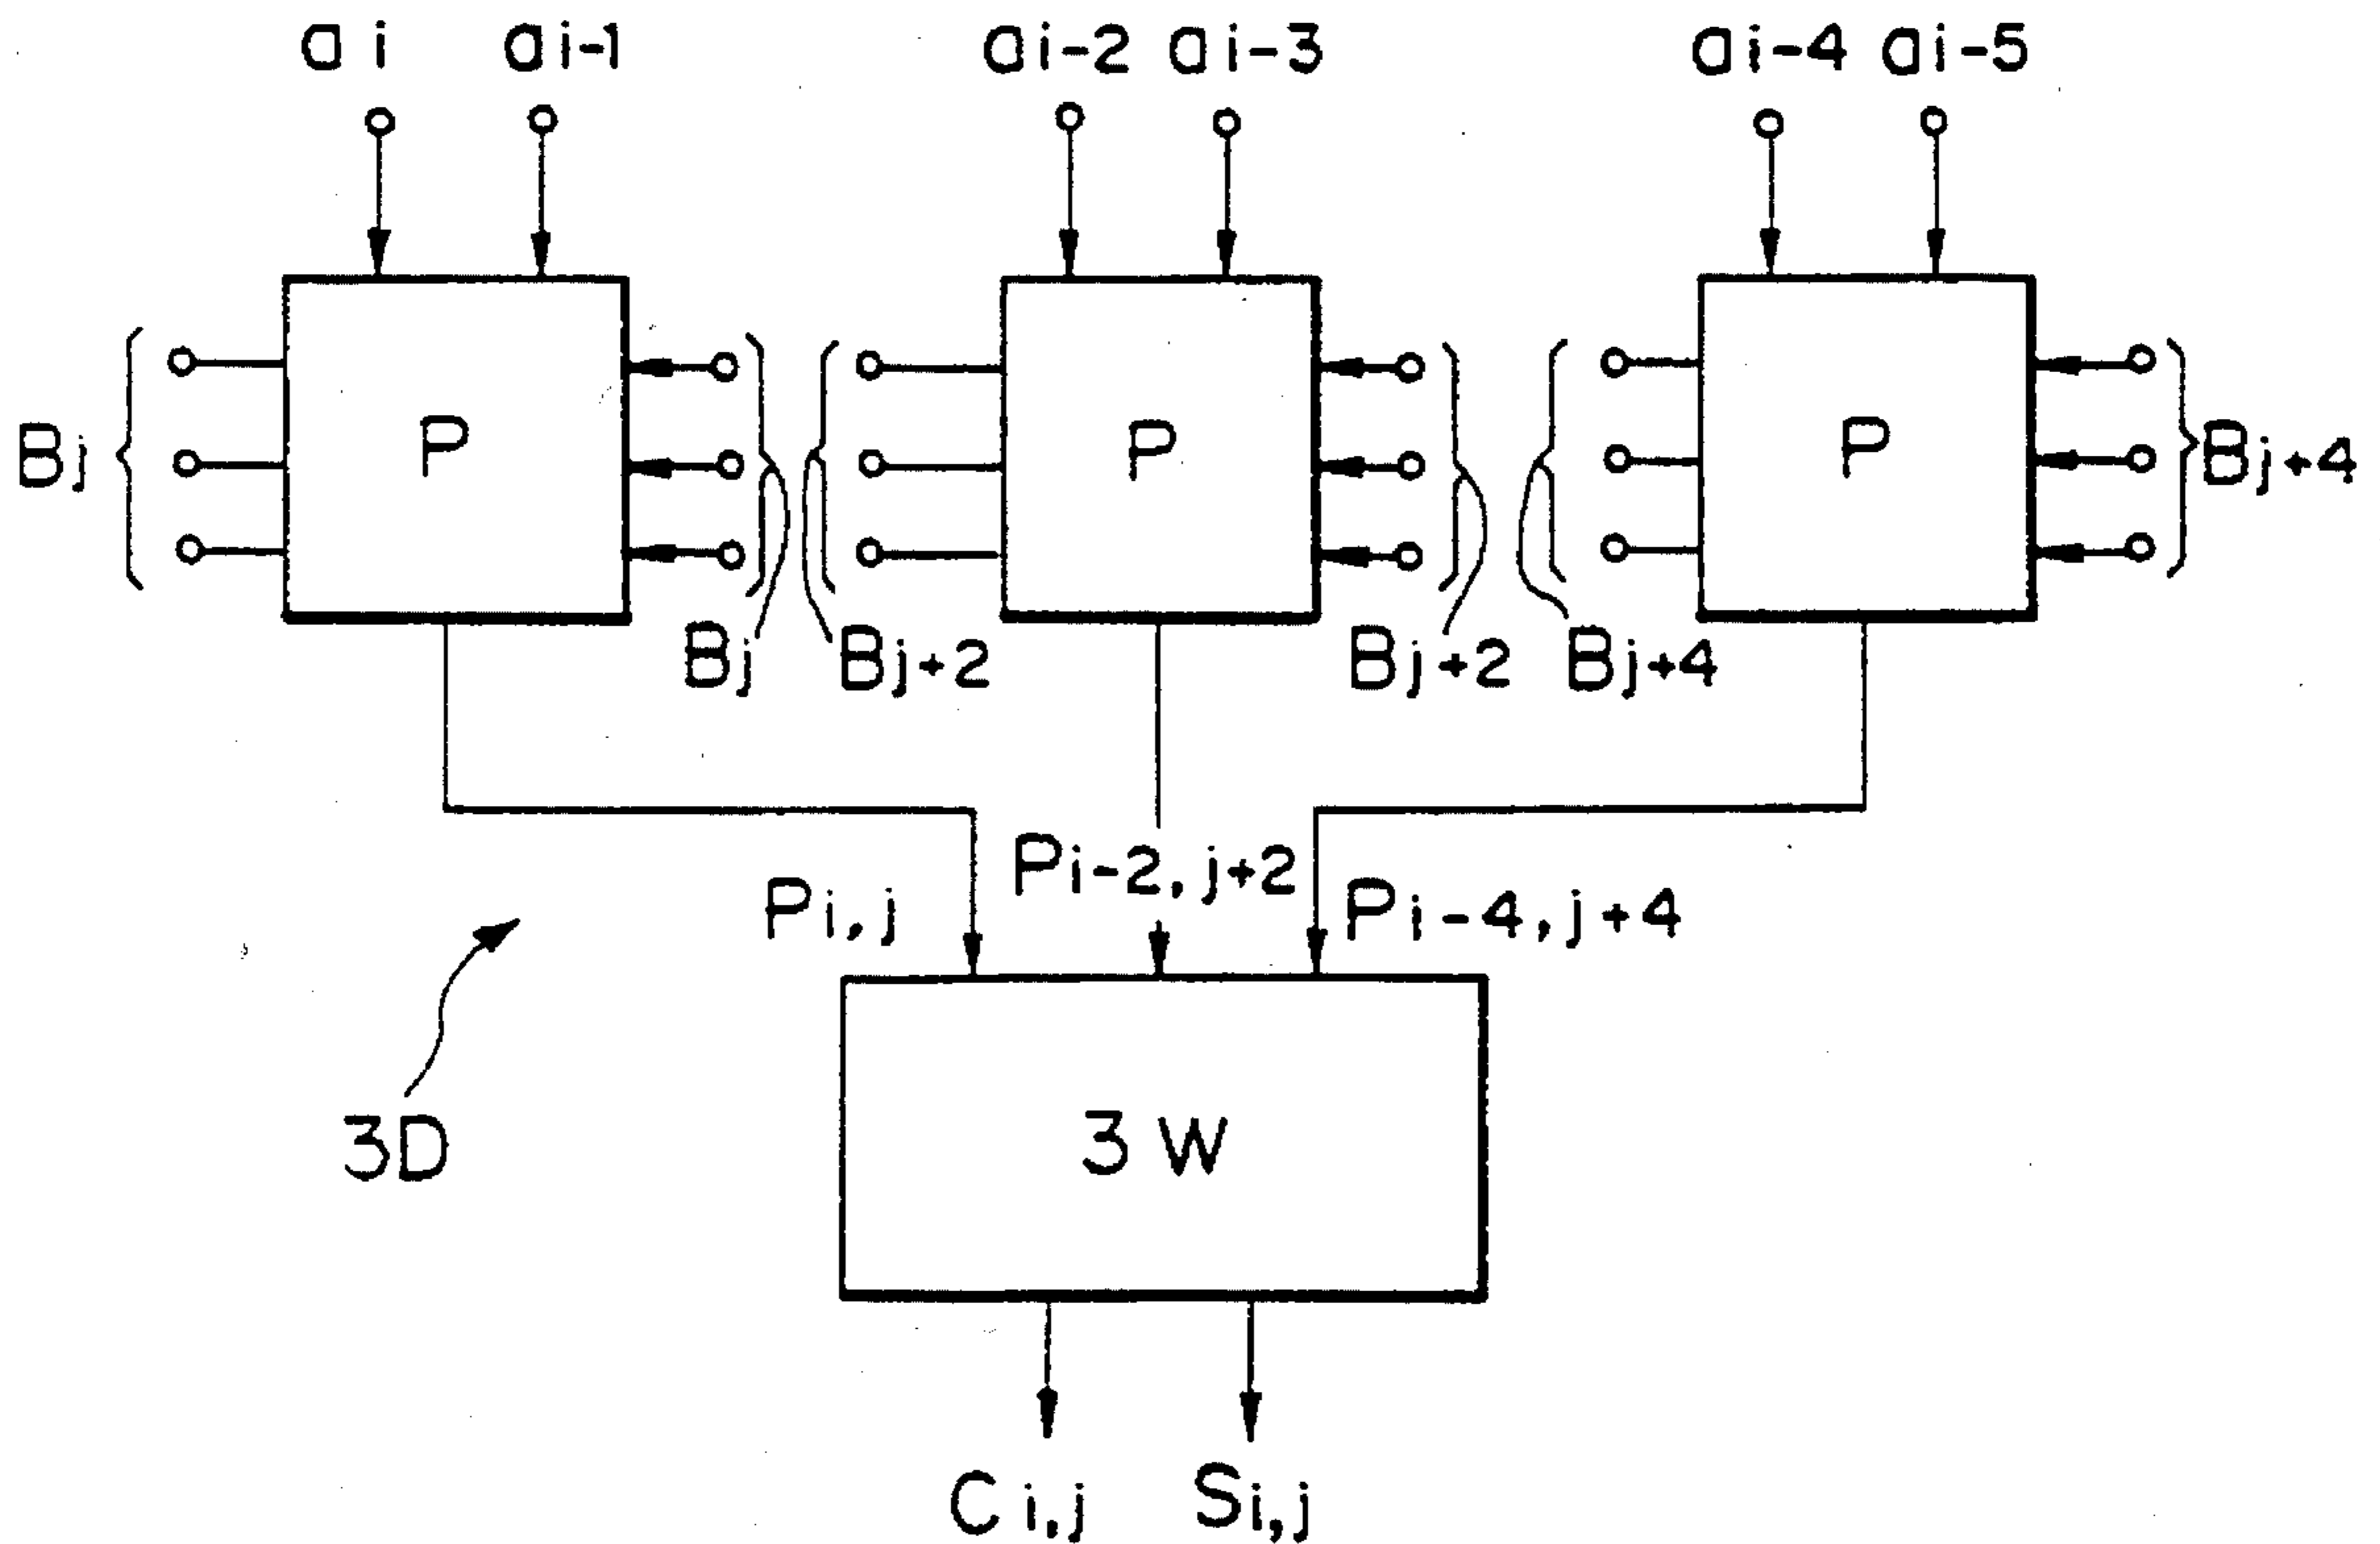 ai ai-1 ai-2 ai-3 ai-4 ai-5
Bj P P P Bj+4
Bj Bj+2 Bj+2 Bj+4
Pi,j Pi-2,j+2 Pi-4,j+4
3D 3W
Ci,j Si,j